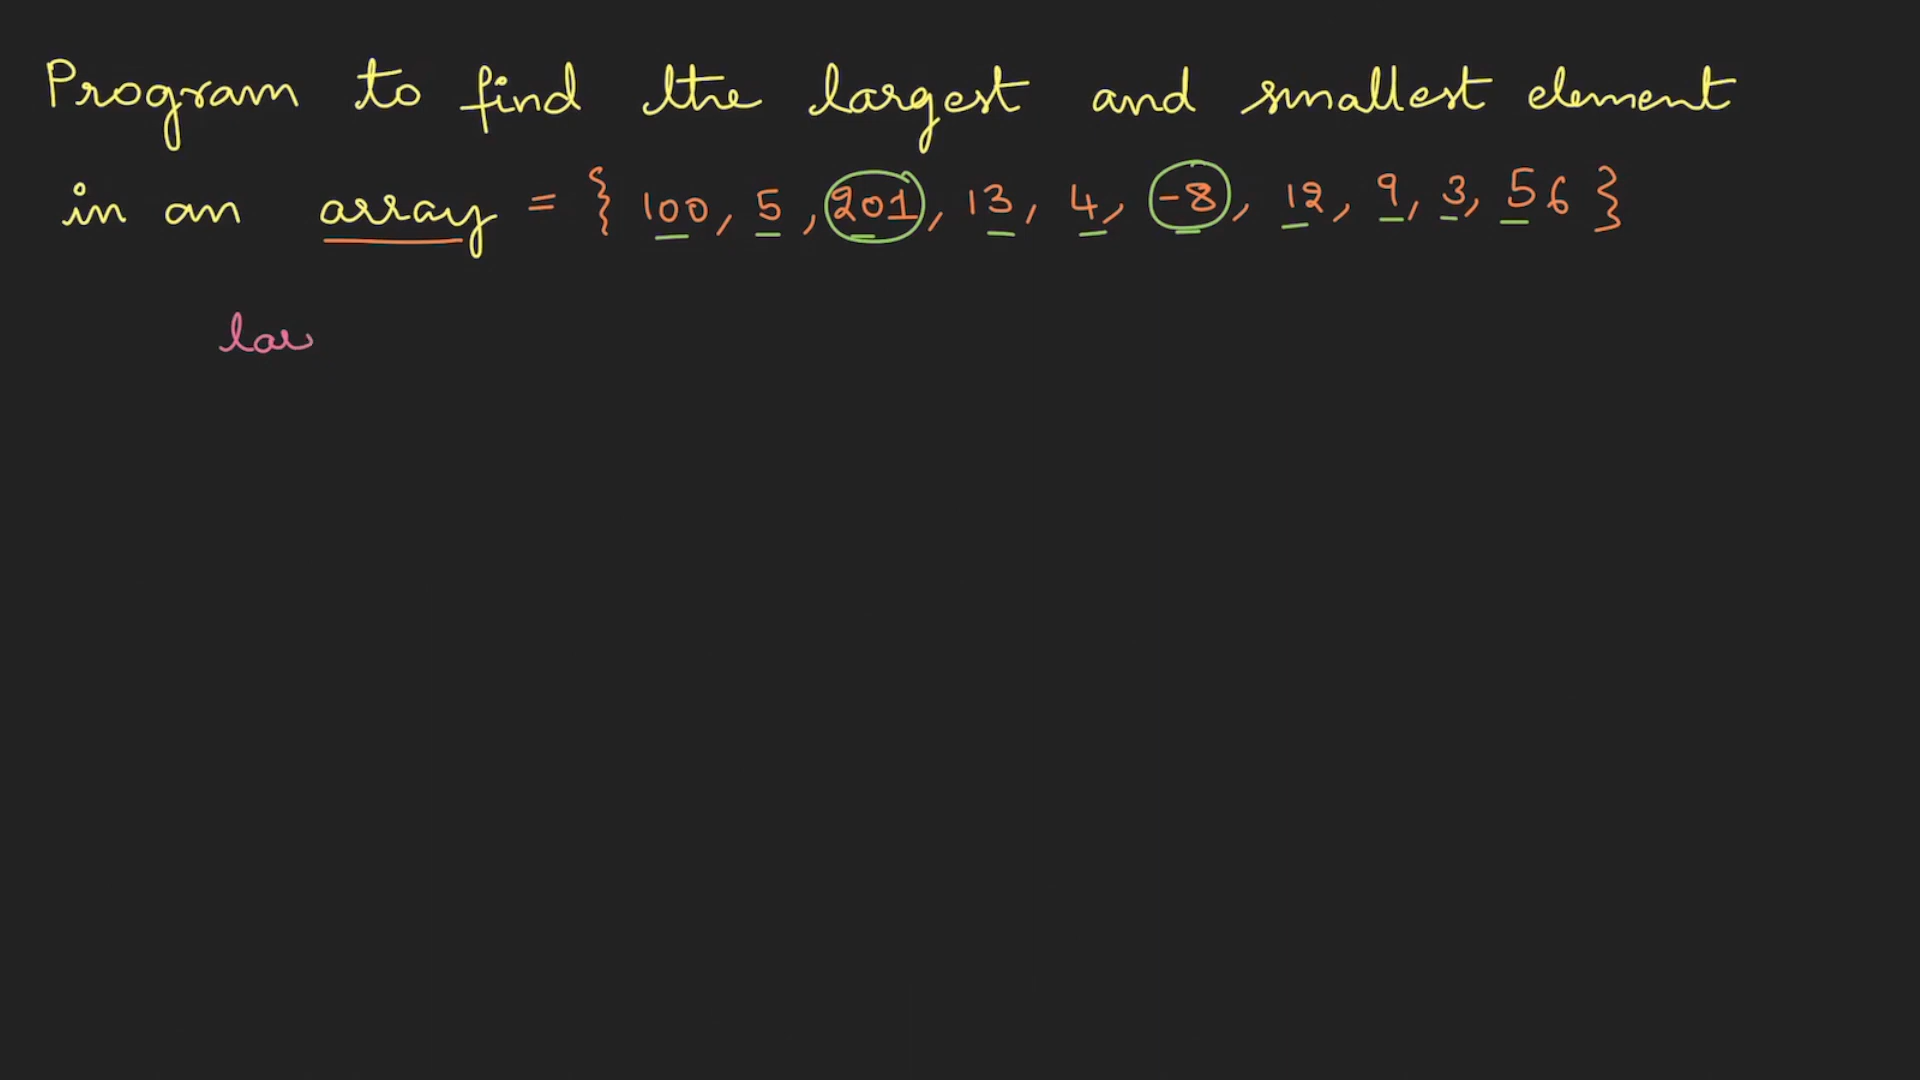 Program to find the largest and smallest element
in an array = { 100, 5, 201, 13, 4, -8, 12, 9, 3, 56 }
lar